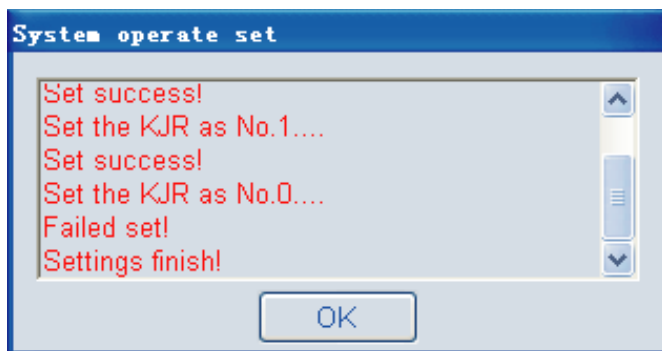 System operate set
Set success!
Set the KJR as No.1....
Set success!
Set the KJR as No.0....
Failed set!
Settings finish!
OK